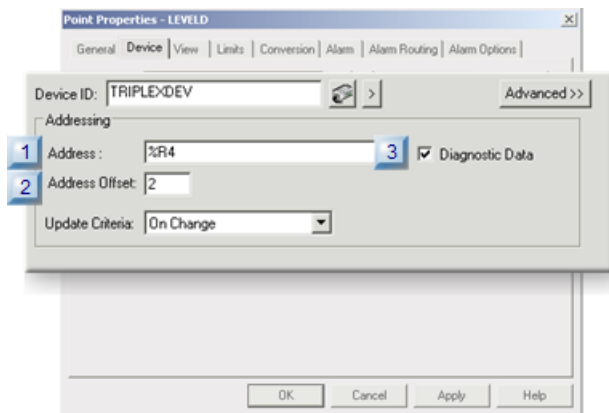 Point Properties - LEVELD
General Device View Limits Conversion Alarm Alarm Routing Alarm Options
Device ID: TRIPLEXDEV > Advanced >>
Addressing
1 Address : %R4 3 Diagnostic Data
2 Address Offset: 2
Update Criteria: On Change
OK Cancel Apply Help